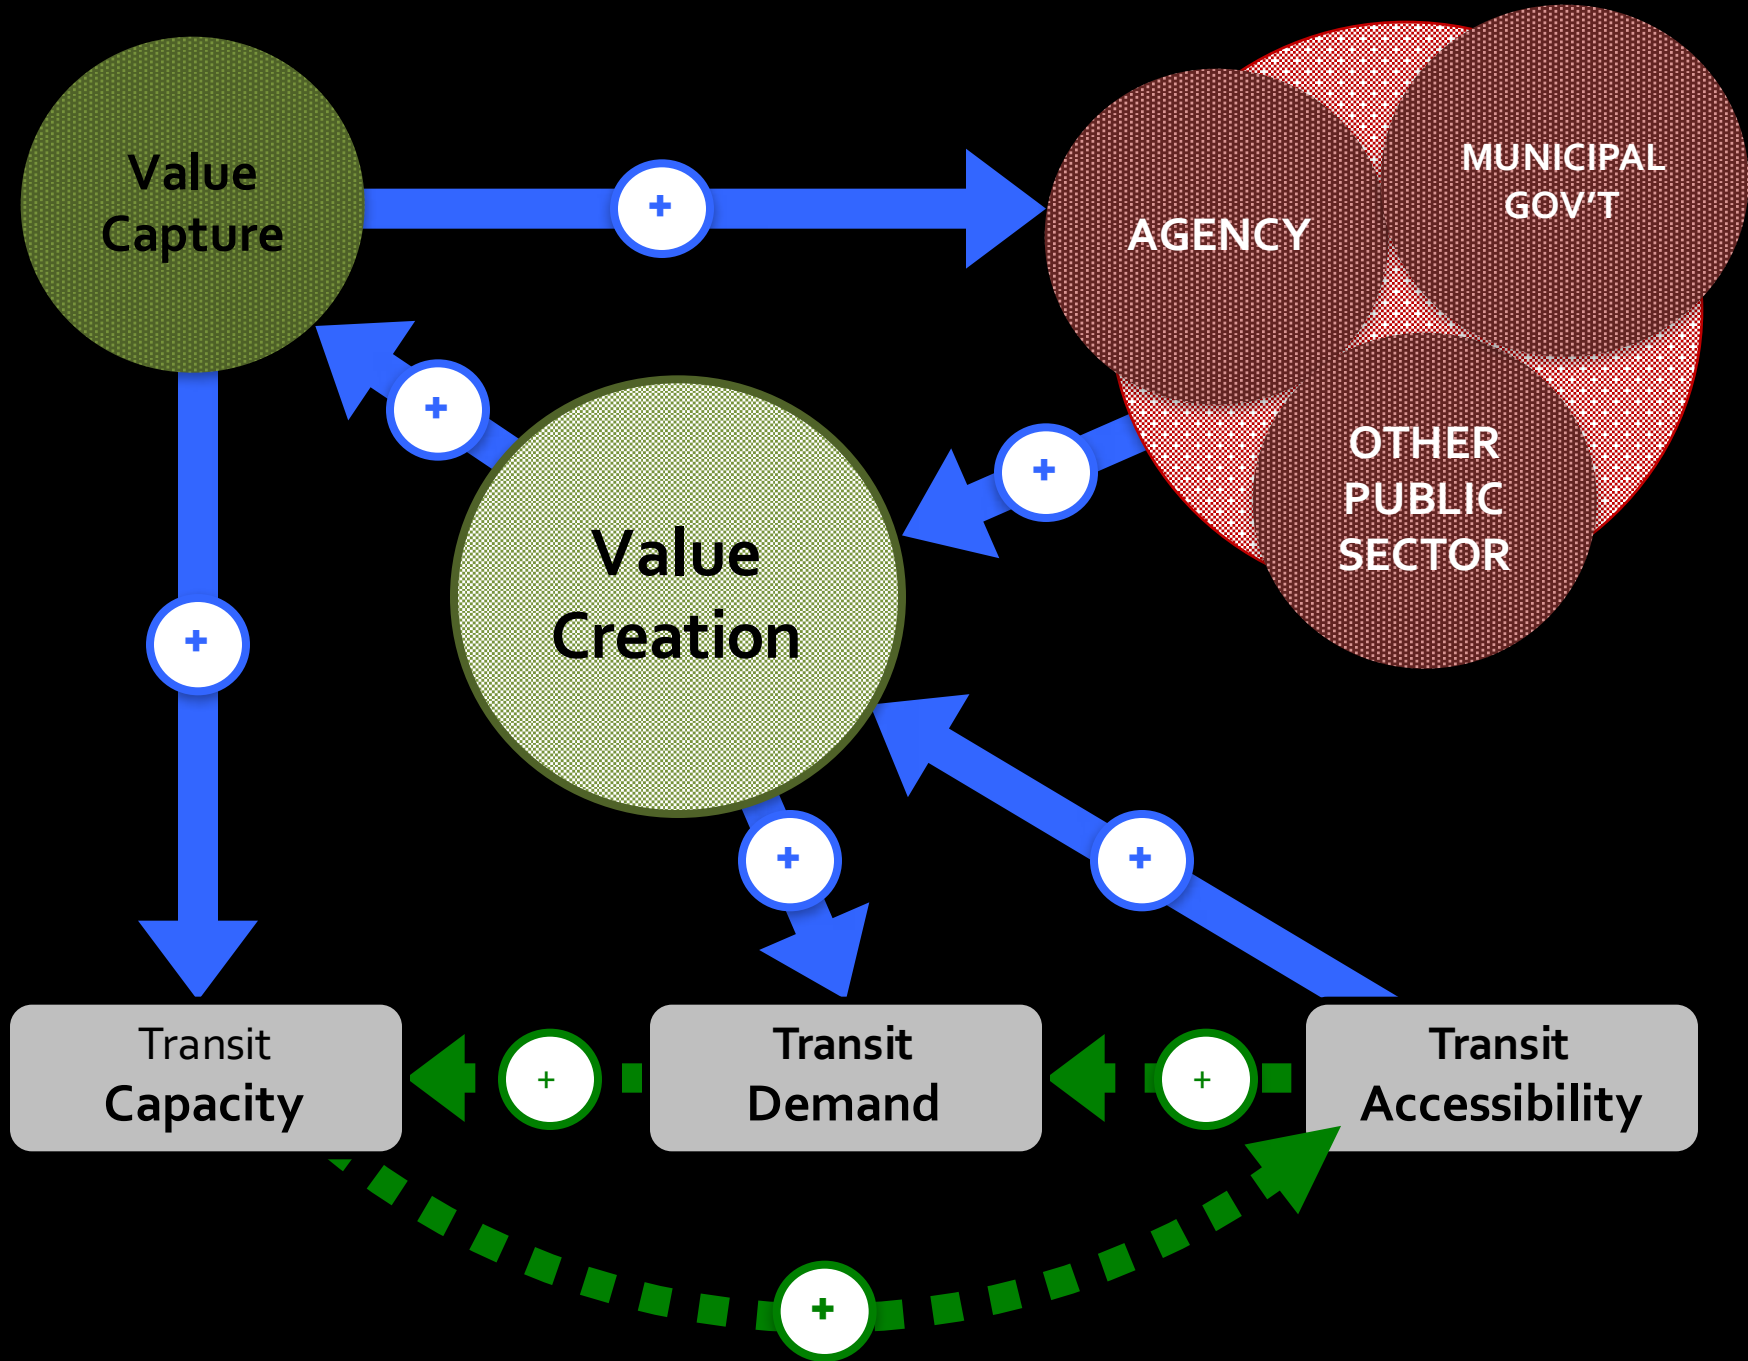 Value
Capture
+
AGENCY
MUNICIPAL
GOV’T
+
+
OTHER
PUBLIC
SECTOR
Value
Creation
+
+
+
Transit
Capacity
+
Transit
Demand
+
Transit
Accessibility
+